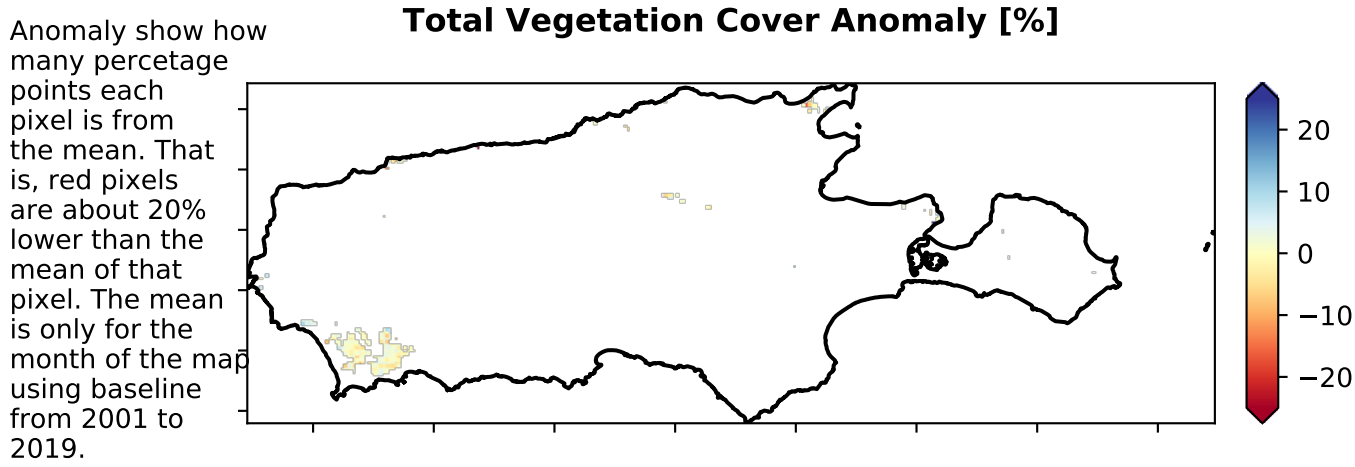 Total Vegetation Cover Anomaly [%]
Anomaly show how
many percetage
points each
pixel is from
the mean. That
is, red pixels
are about 20%
lower than the
mean of that
pixel. The mean
is only for the
month of the map
using baseline
from 2001 to
2019.
20
10
0
−10
−20